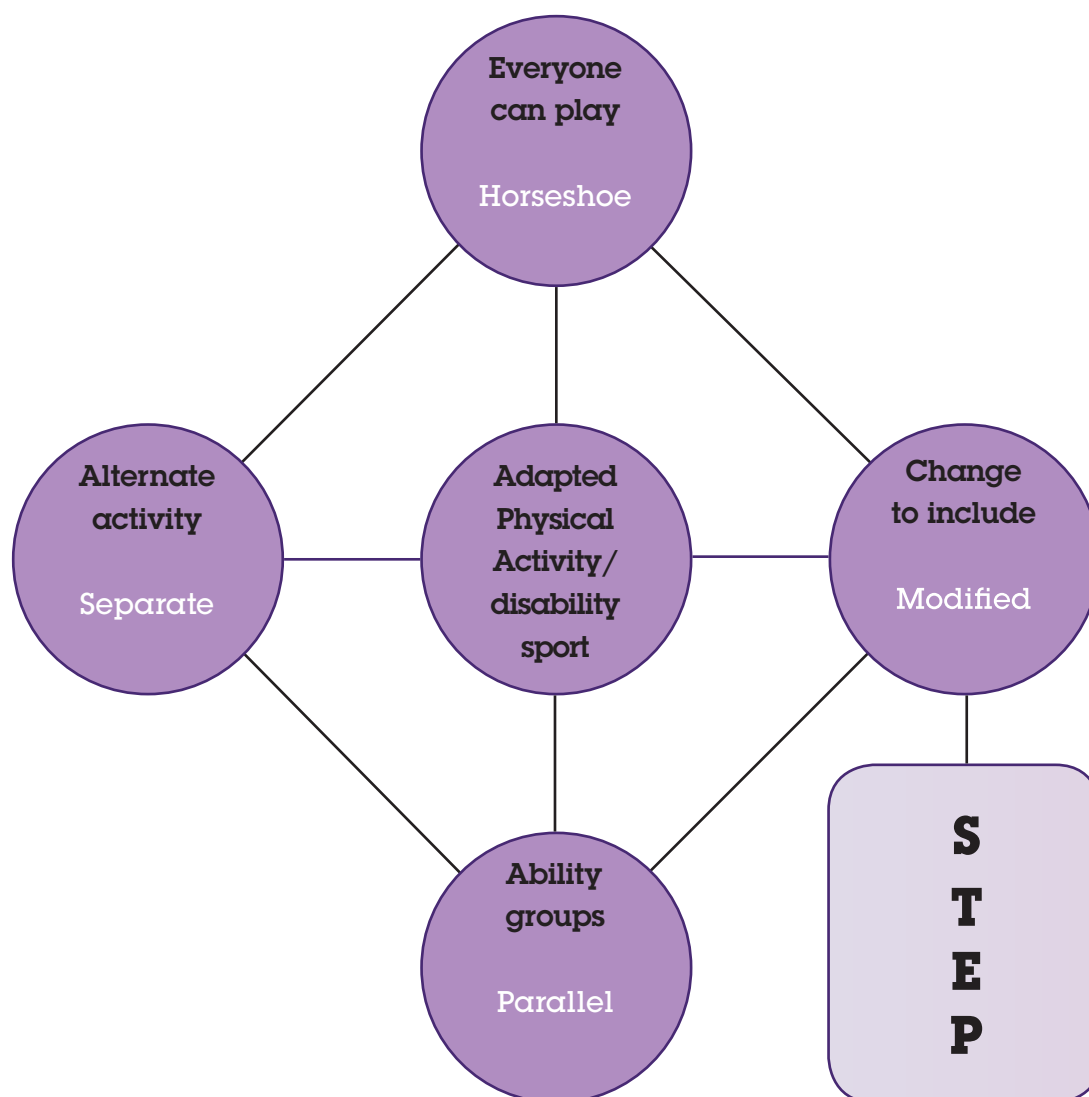 Everyone
can play
Horseshoe
Alternate
activity
Separate
Adapted
Physical
Activity/
disability
sport
Change
to include
Modified
Ability
groups
Parallel
S
T
E
P